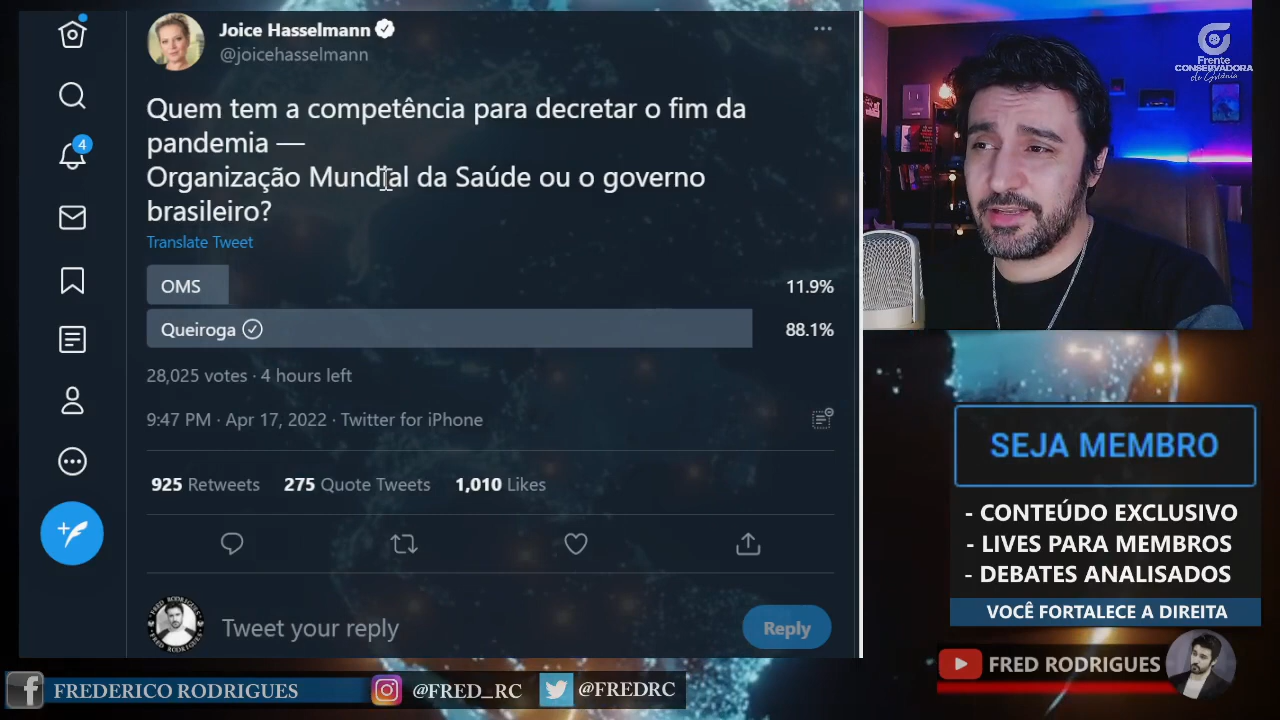 Joice Hasselmann
@joicehasselmann
Quem tem a competência para decretar o fim da
pandemia —
Organização Mundial da Saúde ou o governo
brasileiro?
Translate Tweet
OMS
11.9%
Queiroga
88.1%
28,025 votes · 4 hours left
9:47 PM · Apr 17, 2022 · Twitter for iPhone
925 Retweets 275 Quote Tweets 1,010 Likes
Tweet your reply
Reply
4
Frente
CONSERVADORA
de Goiânia
SEJA MEMBRO
- CONTEÚDO EXCLUSIVO
- LIVES PARA MEMBROS
- DEBATES ANALISADOS
VOCÊ FORTALECE A DIREITA
FRED RODRIGUES
FREDERICO RODRIGUES
@FRED_RC
@FREDRC